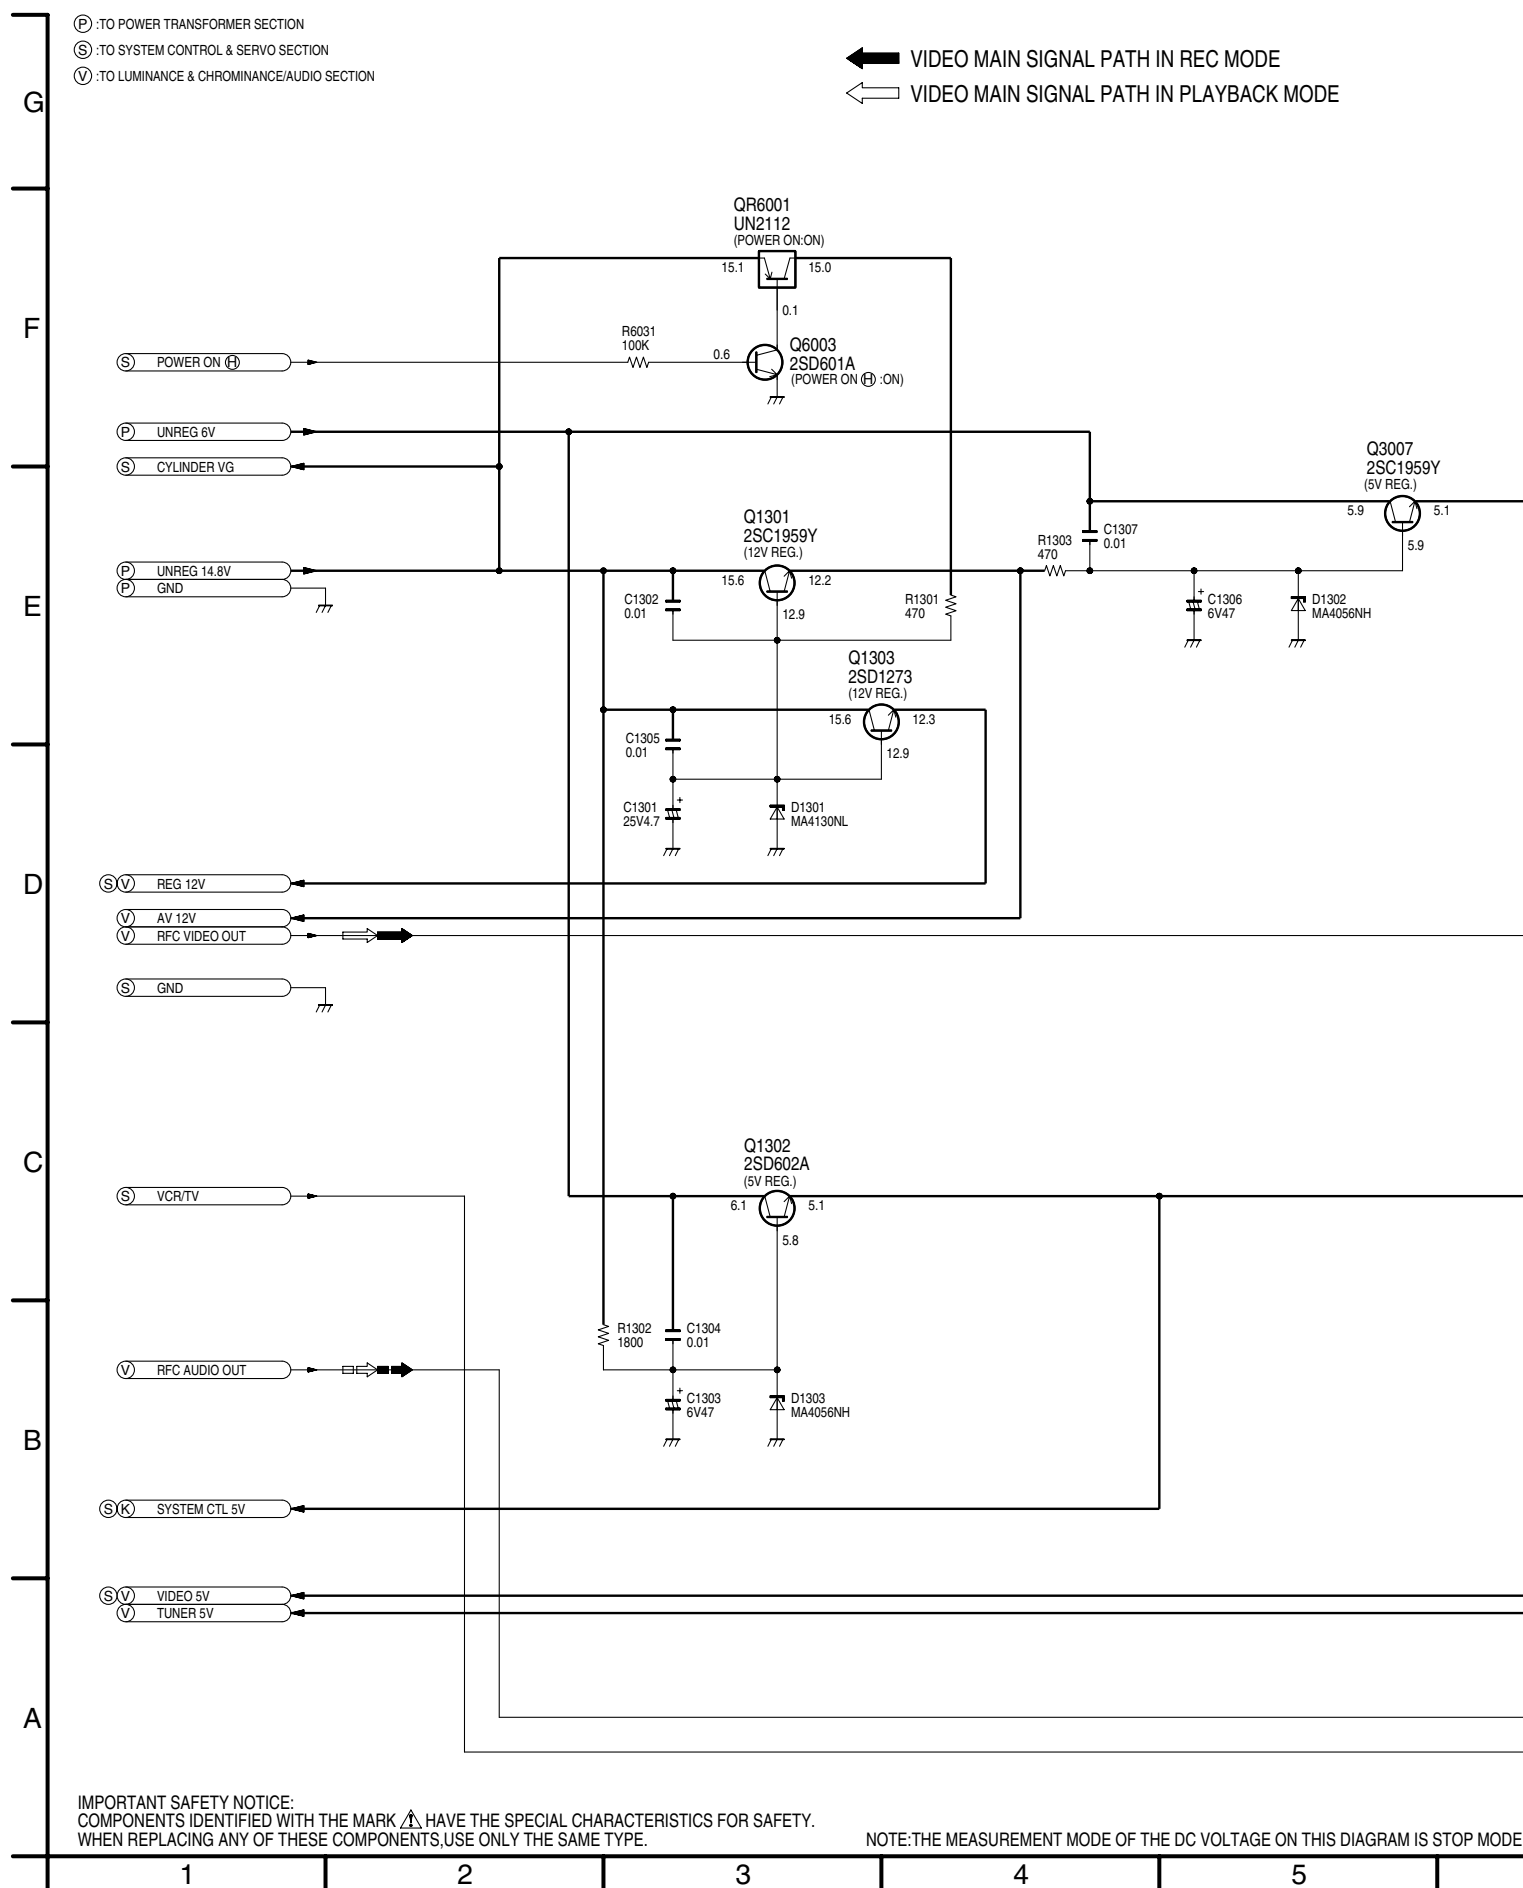 Ⓟ :TO POWER TRANSFORMER SECTION
Ⓢ :TO SYSTEM CONTROL & SERVO SECTION
Ⓥ :TO LUMINANCE & CHROMINANCE/AUDIO SECTION
VIDEO MAIN SIGNAL PATH IN REC MODE
VIDEO MAIN SIGNAL PATH IN PLAYBACK MODE
G
QR6001
UN2112
(POWER ON:ON)
15.1
15.0
0.1
F
R6031
100K
0.6
Q6003
2SD601A
(POWER ON Ⓗ :ON)
Ⓢ POWER ON Ⓗ
Ⓟ UNREG 6V
Ⓢ CYLINDER VG
Q3007
2SC1959Y
(5V REG.)
5.9
5.1
5.9
Q1301
2SC1959Y
(12V REG.)
15.6
12.2
12.9
R1303
470
C1307
0.01
Ⓟ UNREG 14.8V
Ⓟ GND
E
C1302
0.01
R1301
470
+
C1306
6V47
D1302
MA4056NH
Q1303
2SD1273
(12V REG.)
15.6
12.3
12.9
C1305
0.01
+
C1301
25V4.7
D1301
MA4130NL
D
Ⓢ Ⓥ REG 12V
Ⓥ AV 12V
Ⓥ RFC VIDEO OUT
Ⓢ GND
C
Q1302
2SD602A
(5V REG.)
6.1
5.1
5.8
Ⓢ VCR/TV
R1302
1800
C1304
0.01
Ⓥ RFC AUDIO OUT
+
C1303
6V47
D1303
MA4056NH
B
Ⓢ Ⓚ SYSTEM CTL 5V
Ⓢ Ⓥ VIDEO 5V
Ⓥ TUNER 5V
A
IMPORTANT SAFETY NOTICE:
COMPONENTS IDENTIFIED WITH THE MARK ⚠ HAVE THE SPECIAL CHARACTERISTICS FOR SAFETY.
WHEN REPLACING ANY OF THESE COMPONENTS,USE ONLY THE SAME TYPE.
NOTE:THE MEASUREMENT MODE OF THE DC VOLTAGE ON THIS DIAGRAM IS STOP MODE
1 2 3 4 5